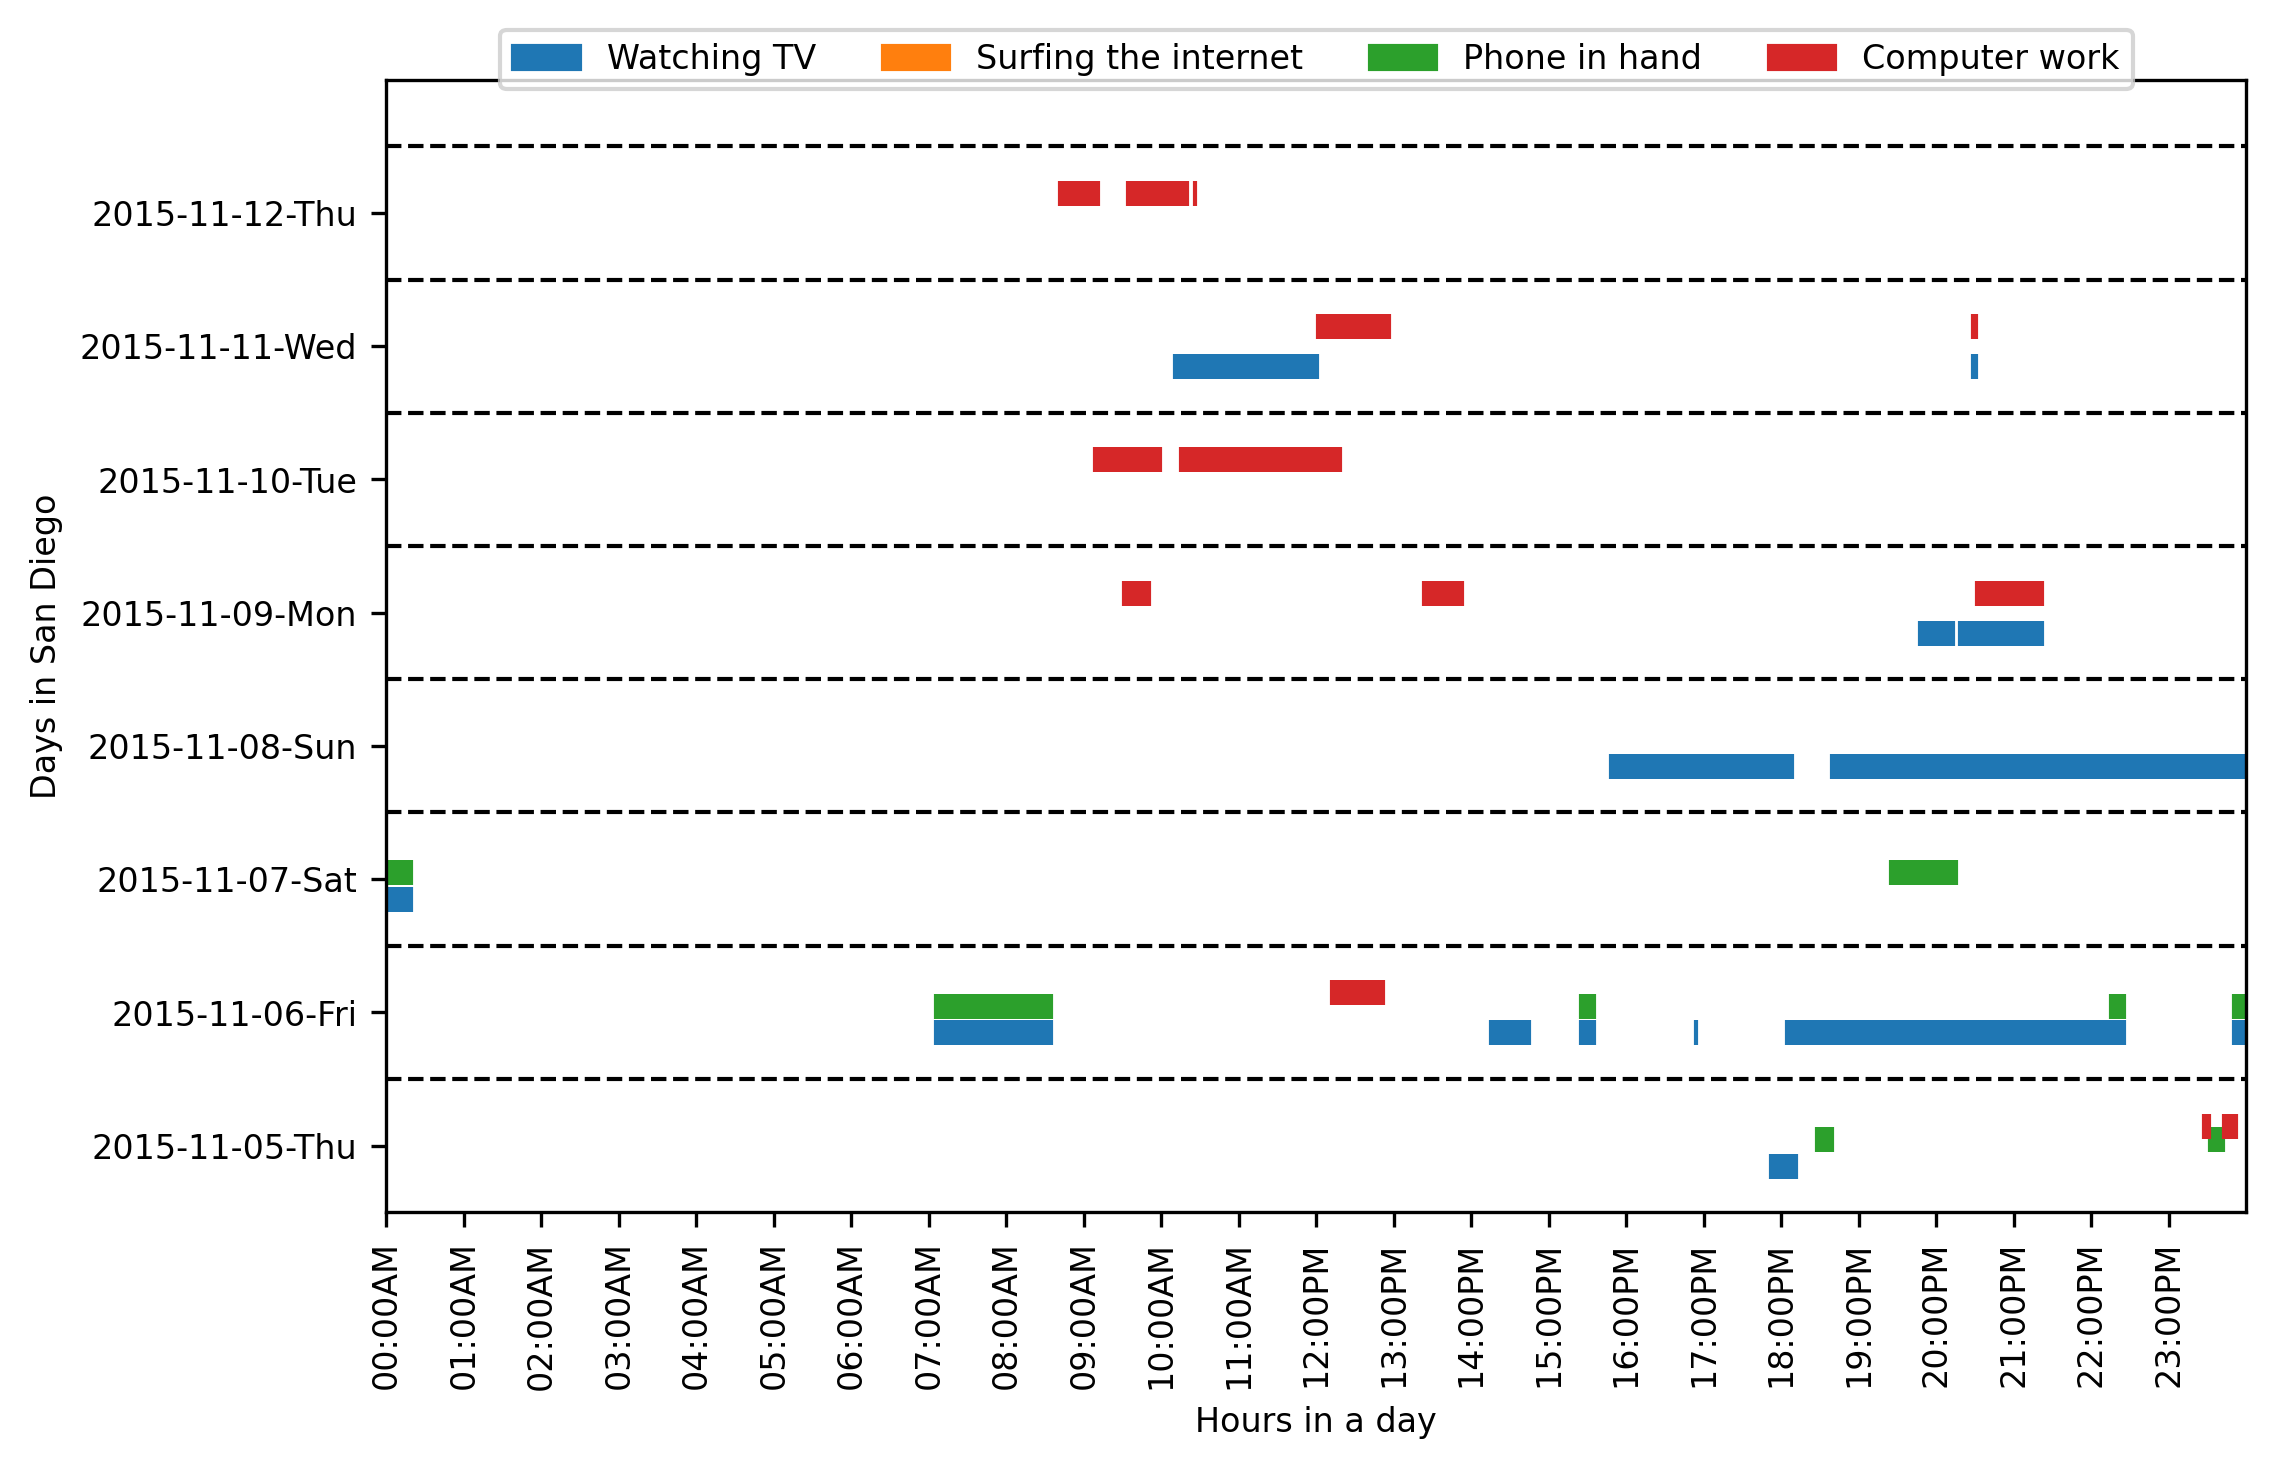 Watching TV Surfing the internet Phone in hand Computer work
Days in San Diego
2015-11-12-Thu
2015-11-11-Wed
2015-11-10-Tue
2015-11-09-Mon
2015-11-08-Sun
2015-11-07-Sat
2015-11-06-Fri
2015-11-05-Thu
00:00AM
01:00AM
02:00AM
03:00AM
04:00AM
05:00AM
06:00AM
07:00AM
08:00AM
09:00AM
10:00AM
11:00AM
12:00PM
13:00PM
14:00PM
15:00PM
16:00PM
17:00PM
18:00PM
19:00PM
20:00PM
21:00PM
22:00PM
23:00PM
Hours in a day